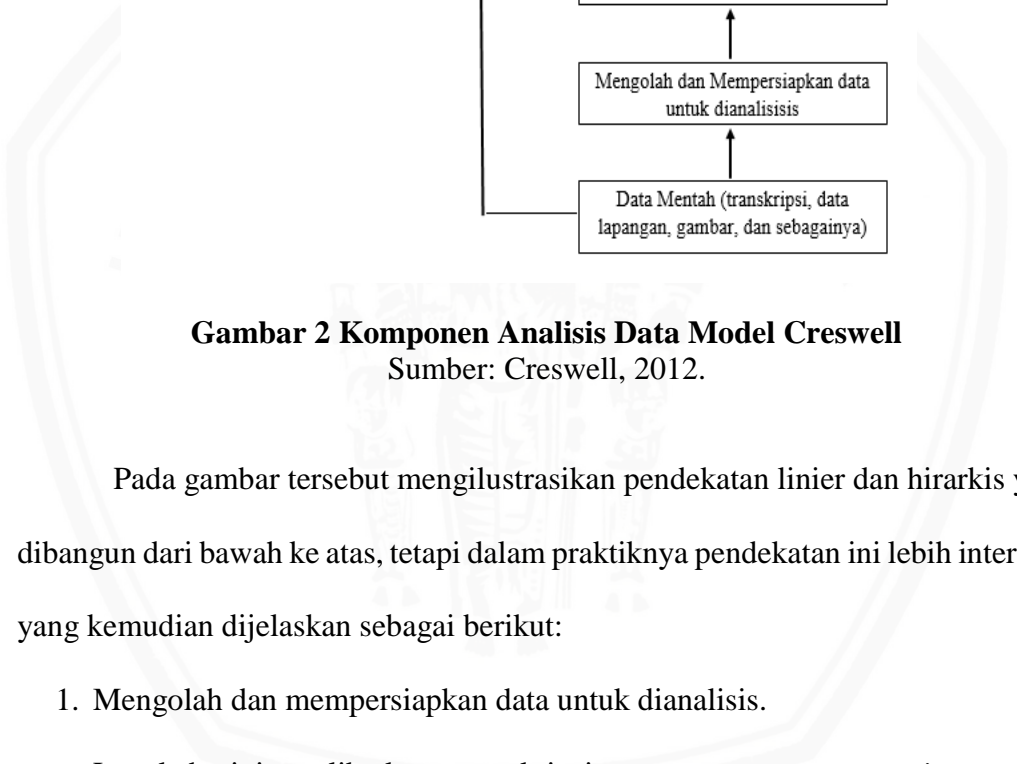 Mengolah dan Mempersiapkan data
untuk dianalisisis
Data Mentah (transkripsi, data
lapangan, gambar, dan sebagainya)
Gambar 2 Komponen Analisis Data Model Creswell
Sumber: Creswell, 2012.
Pada gambar tersebut mengilustrasikan pendekatan linier dan hirarkis
dibangun dari bawah ke atas, tetapi dalam praktiknya pendekatan ini lebih
yang kemudian dijelaskan sebagai berikut:
1. Mengolah dan mempersiapkan data untuk dianalisis.